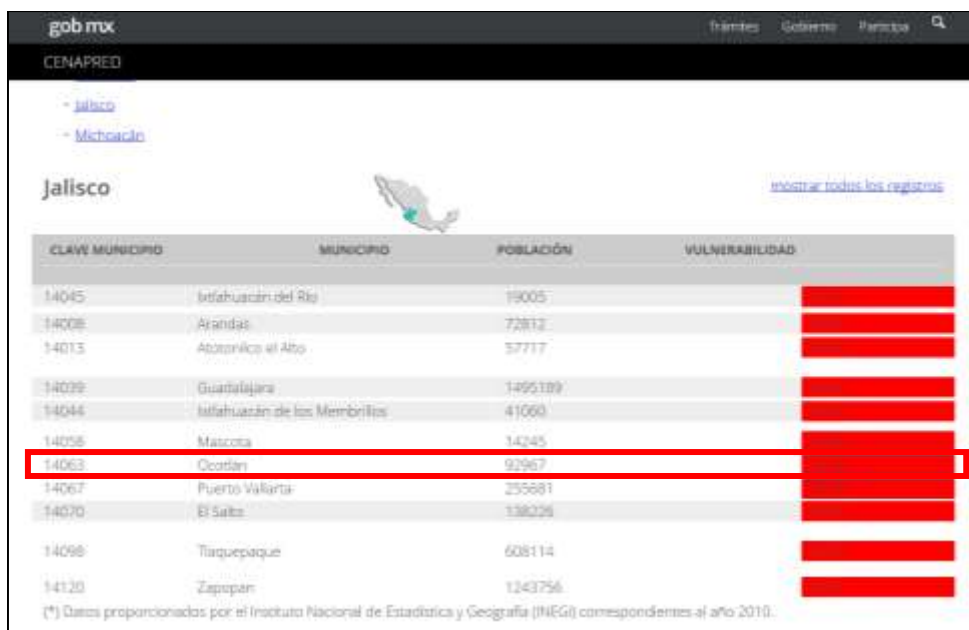 gob mx Trámites Gobierno Participa
CENAPRED
- Jalisco
- Michoacán
Jalisco mostrar todos los registros
CLAVE MUNICIPIO MUNICIPIO POBLACIÓN VULNERABILIDAD
14045 Ixtlahuacán del Río 19005
14008 Arandas 72812
14013 Atotonilco el Alto 57717
14039 Guadalajara 1495189
14044 Ixtlahuacán de los Membrillos 41060
14058 Mascota 14245
14063 Ocotlán 92967
14067 Puerto Vallarta 255681
14070 El Salto 138226
14098 Tlaquepaque 608114
14120 Zapopan 1243756
(*) Datos proporcionados por el Instituto Nacional de Estadística y Geografía (INEGI) correspondientes al año 2010.